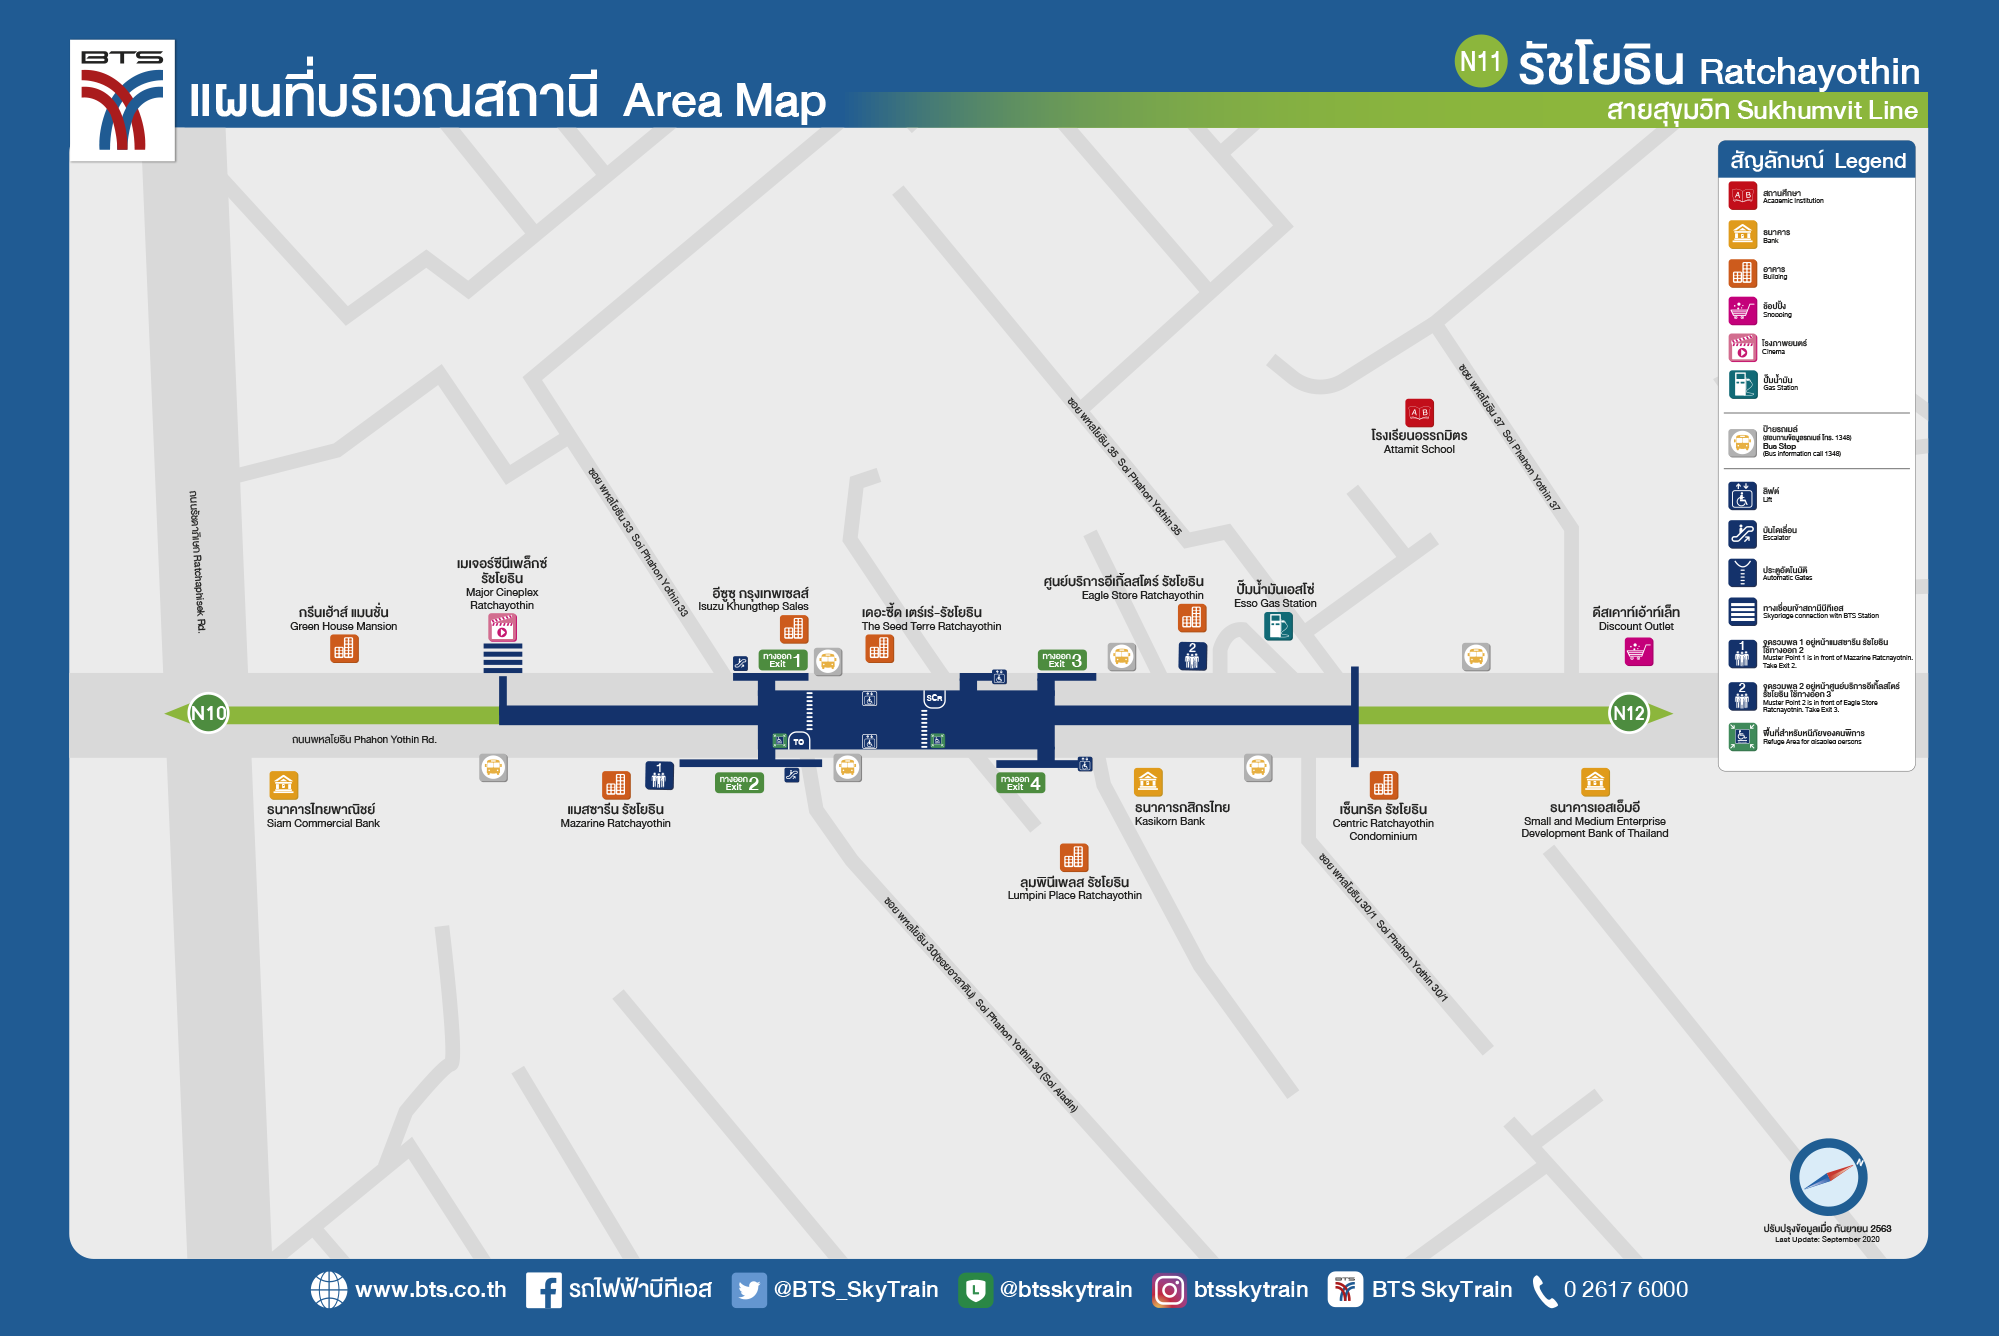 BTS
แผนที่บริเวณสถานี Area Map
N11 รัชโยธิน Ratchayothin
สายสุขุมวิท Sukhumvit Line
สัญลักษณ์ Legend
สถานศึกษา
Academic Institution
ธนาคาร
Bank
อาคาร
Building
ช้อปปิ้ง
Shopping
โรงภาพยนตร์
Cinema
ปั๊มน้ำมัน
Gas Station
ป้ายรถเมล์
(สอบถามข้อมูลรถเมล์ โทร. 1348)
Bus Stop
(Bus information call 1348)
ลิฟต์
Lift
บันไดเลื่อน
Escalator
ประตูอัตโนมัติ
Automatic Gates
ทางเชื่อมเข้าสถานีบีทีเอส
Skybridge connection with BTS Station
1
จุดรวมพล 1 อยู่หน้าแมสซารีน รัชโยธิน
ใช้ทางออก 2
Muster Point 1 is in front of Mazarine Ratchayothin.
Take Exit 2.
2
จุดรวมพล 2 อยู่หน้าศูนย์บริการอีเกิ้ลสโตร์
รัชโยธิน ใช้ทางออก 3
Muster Point 2 is in front of Eagle Store
Ratchayothin. Take Exit 3.
พื้นที่สำหรับหนีภัยของคนพิการ
Refuge Area for disabled persons
ถนนรัชดาภิเษก Ratchaphisek Rd.
ซอย พหลโยธิน 33 Soi Phahon Yothin 33
ซอย พหลโยธิน 35 Soi Phahon Yothin 35
ซอย พหลโยธิน 37 Soi Phahon Yothin 37
A B
โรงเรียนอรรถมิตร
Attamit School
กรีนเฮ้าส์ แมนชั่น
Green House Mansion
เมเจอร์ซีนีเพล็กซ์
รัชโยธิน
Major Cineplex
Ratchayothin
อีซูซุ กรุงเทพเซลส์
Isuzu Khungthep Sales
เดอะซี้ด เตร์เร่-รัชโยธิน
The Seed Terre Ratchayothin
ศูนย์บริการอีเกิ้ลสโตร์ รัชโยธิน
Eagle Store Ratchayothin
ปั๊มน้ำมันเอสโซ่
Esso Gas Station
ดีสเคาท์เอ้าท์เล็ท
Discount Outlet
ทางออก
Exit 1
ทางออก
Exit 3
2
N10
SCR
TO
N12
ถนนพหลโยธิน Phahon Yothin Rd.
1
ทางออก
Exit 2
ทางออก
Exit 4
ธนาคารไทยพาณิชย์
Siam Commercial Bank
แมสซารีน รัชโยธิน
Mazarine Ratchayothin
ธนาคารกสิกรไทย
Kasikorn Bank
เซ็นทริค รัชโยธิน
Centric Ratchayothin
Condominium
ธนาคารเอสเอ็มอี
Small and Medium Enterprise
Development Bank of Thailand
ลุมพินีเพลส รัชโยธิน
Lumpini Place Ratchayothin
ซอย พหลโยธิน 30(ซอยอาลาดิน) Soi Phahon Yothin 30 (Soi Aladin)
ซอย พหลโยธิน 30/1 Soi Phahon Yothin 30/1
N
ปรับปรุงข้อมูลเมื่อ กันยายน 2563
Last Update: September 2020
www.bts.co.th
รถไฟฟ้าบีทีเอส
@BTS_SkyTrain
@btsskytrain
btsskytrain
BTS SkyTrain
0 2617 6000